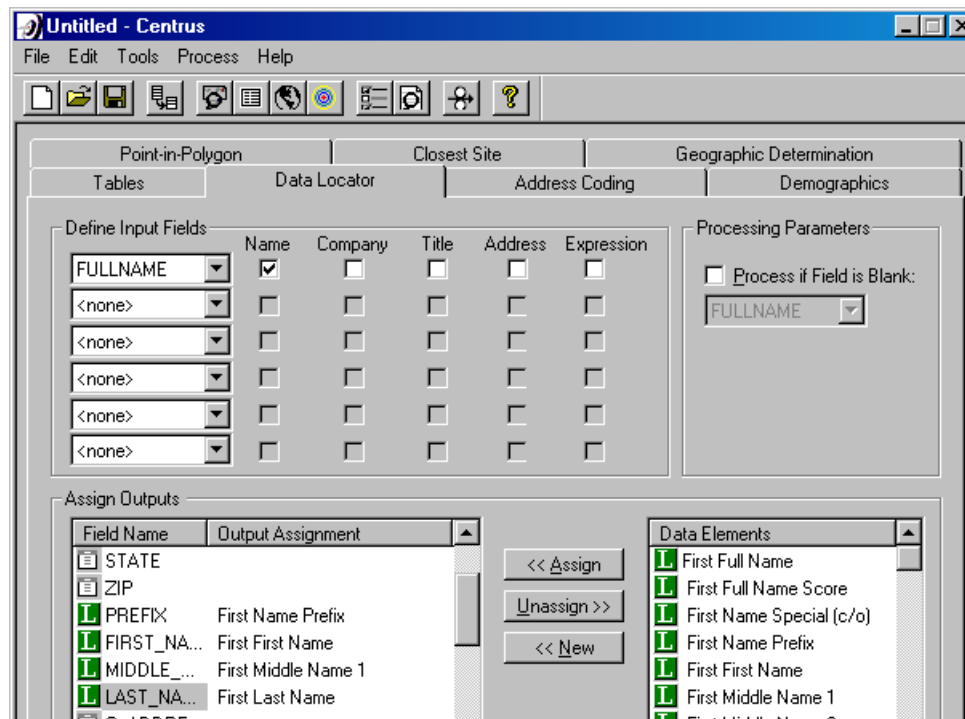 Untitled - Centrus
File Edit Tools Process Help
Point-in-Polygon Closest Site Geographic Determination
Tables Data Locator Address Coding Demographics
Define Input Fields Processing Parameters
Name Company Title Address Expression
FULLNAME Process if Field is Blank:
<none> FULLNAME
<none>
<none>
<none>
<none>
Assign Outputs
Field Name Output Assignment Data Elements
STATE << Assign First Full Name
ZIP First Full Name Score
PREFIX First Name Prefix Unassign >> First Name Special (c/o)
FIRST_NA... First First Name First Name Prefix
MIDDLE_... First Middle Name 1 << New First First Name
LAST_NA... First Last Name First Middle Name 1